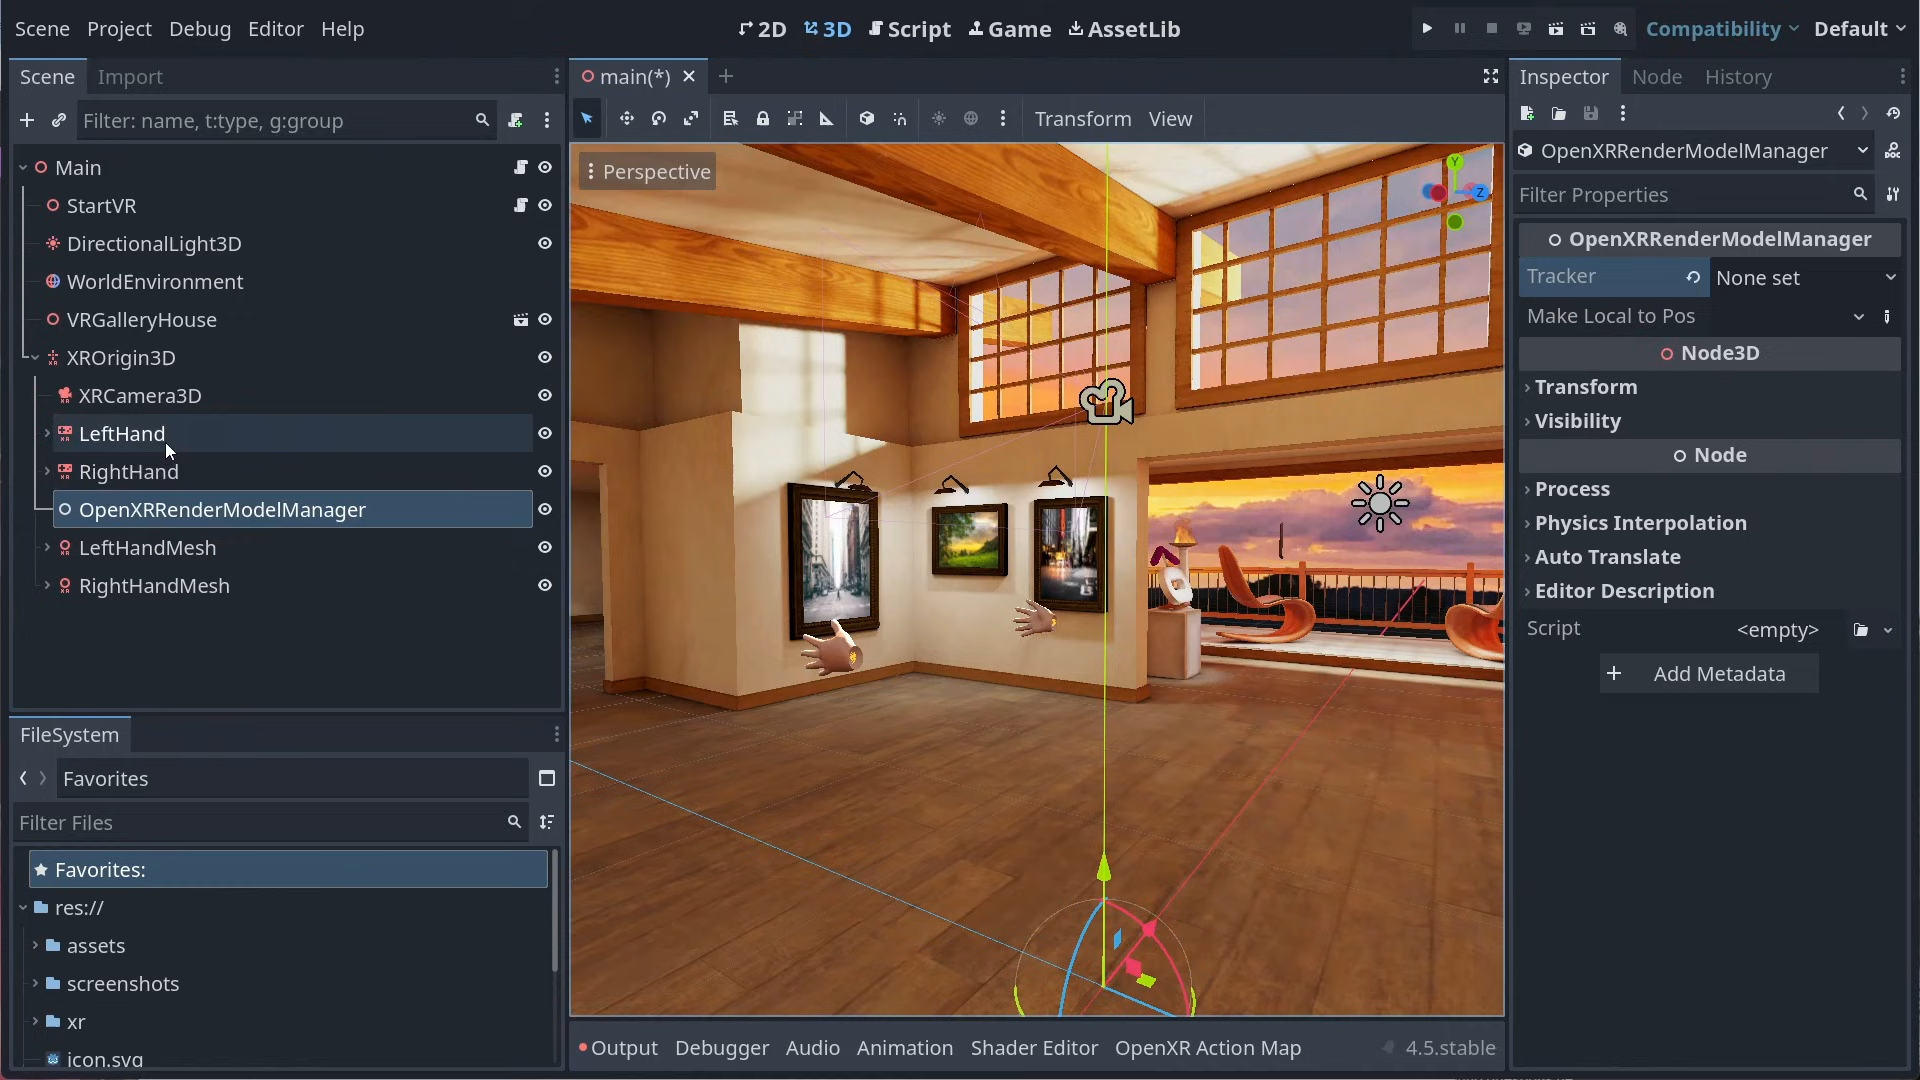 Scene Project Debug Editor Help
2D 3D Script Game AssetLib
Compatibility Default
Scene Import
Filter: name, t:type, g:group
Main
StartVR
DirectionalLight3D
WorldEnvironment
VRGalleryHouse
XROrigin3D
XRCamera3D
LeftHand
RightHand
OpenXRRenderModelManager
LeftHandMesh
RightHandMesh
FileSystem
Favorites
Filter Files
Favorites:
res://
assets
screenshots
xr
icon.svg
main(*)
Transform View
Perspective
Y
Z
Output Debugger Audio Animation Shader Editor OpenXR Action Map 4.5.stable
Inspector Node History
OpenXRRenderModelManager
Filter Properties
OpenXRRenderModelManager
Tracker None set
Make Local to Pos
Node3D
Transform
Visibility
Node
Process
Physics Interpolation
Auto Translate
Editor Description
Script <empty>
Add Metadata